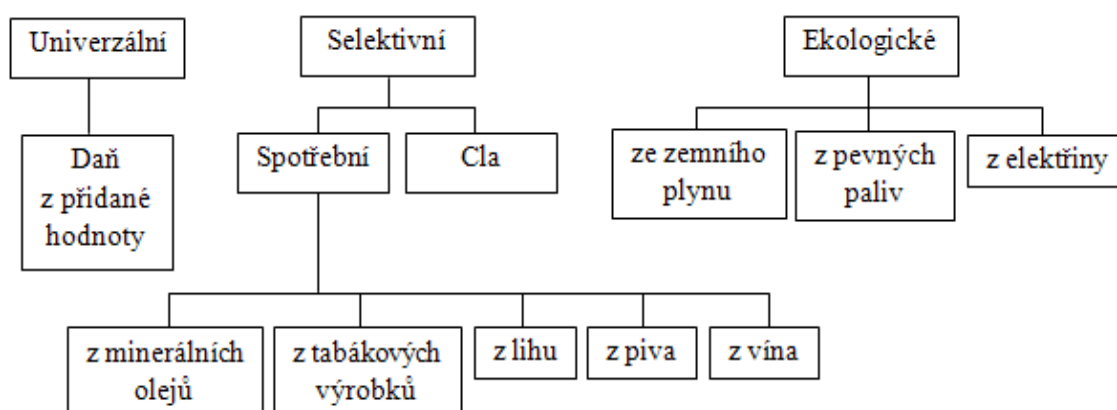 Univerzální
Selektivní
Ekologické
Daň
z přidané
hodnoty
Spotřební
Cla
ze zemního
plynu
z pevných
paliv
z elektřiny
z minerálních
olejů
z tabákových
výrobků
z lihu
z piva
z vína